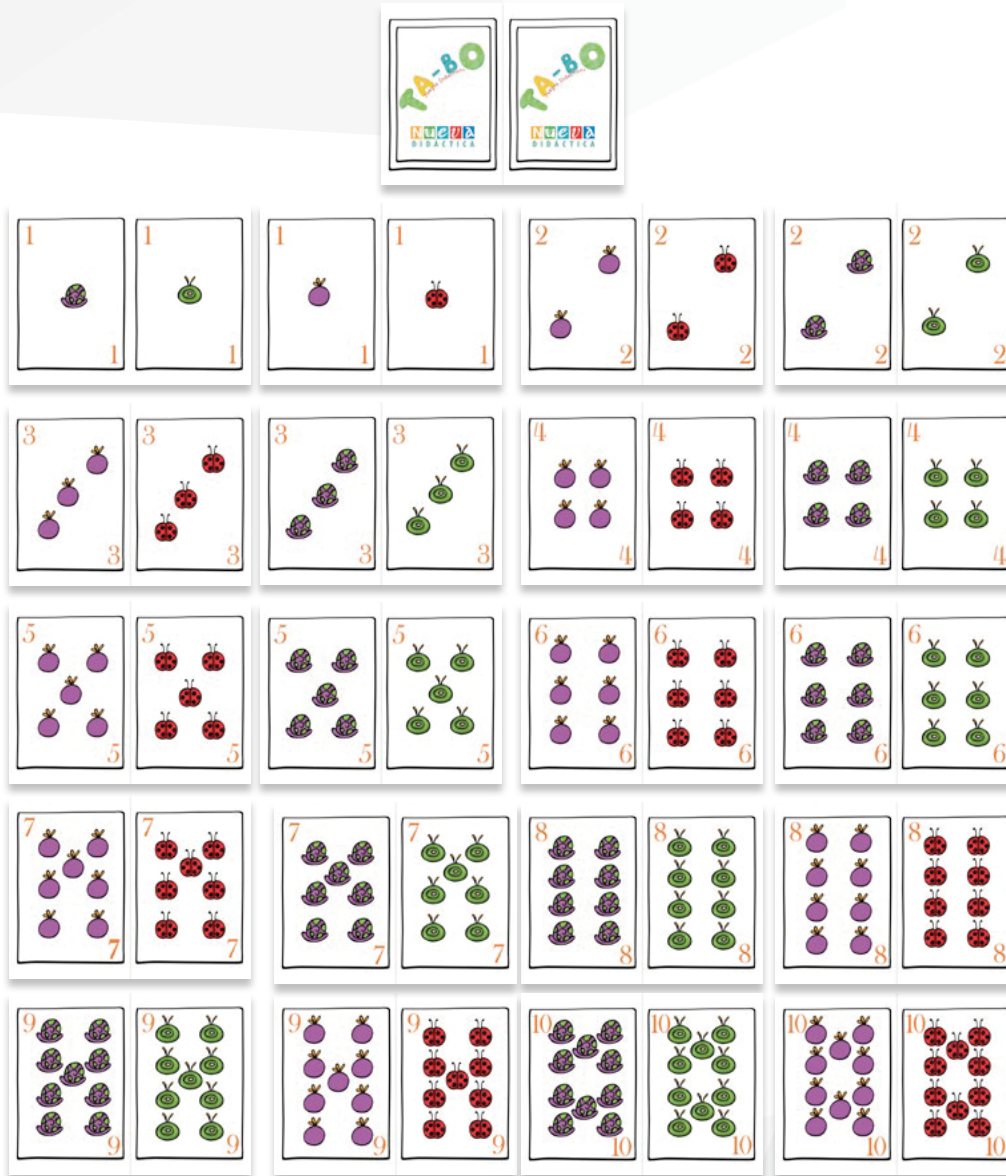 TA-BO TA-BO
NUEVA NUEVA
DIDÁCTICA DIDÁCTICA
1 1 1 1 2 2 2 2
1 1 1 1 2 2 2 2
3 3 3 3 4 4 4 4
3 3 3 3 4 4 4 4
5 5 5 5 6 6 6 6
5 5 5 5 6 6 6 6
7 7 7 7 8 8 8 8
7 7 7 7 8 8 8 8
9 9 9 9 10 10 10 10
9 9 9 9 10 10 10 10